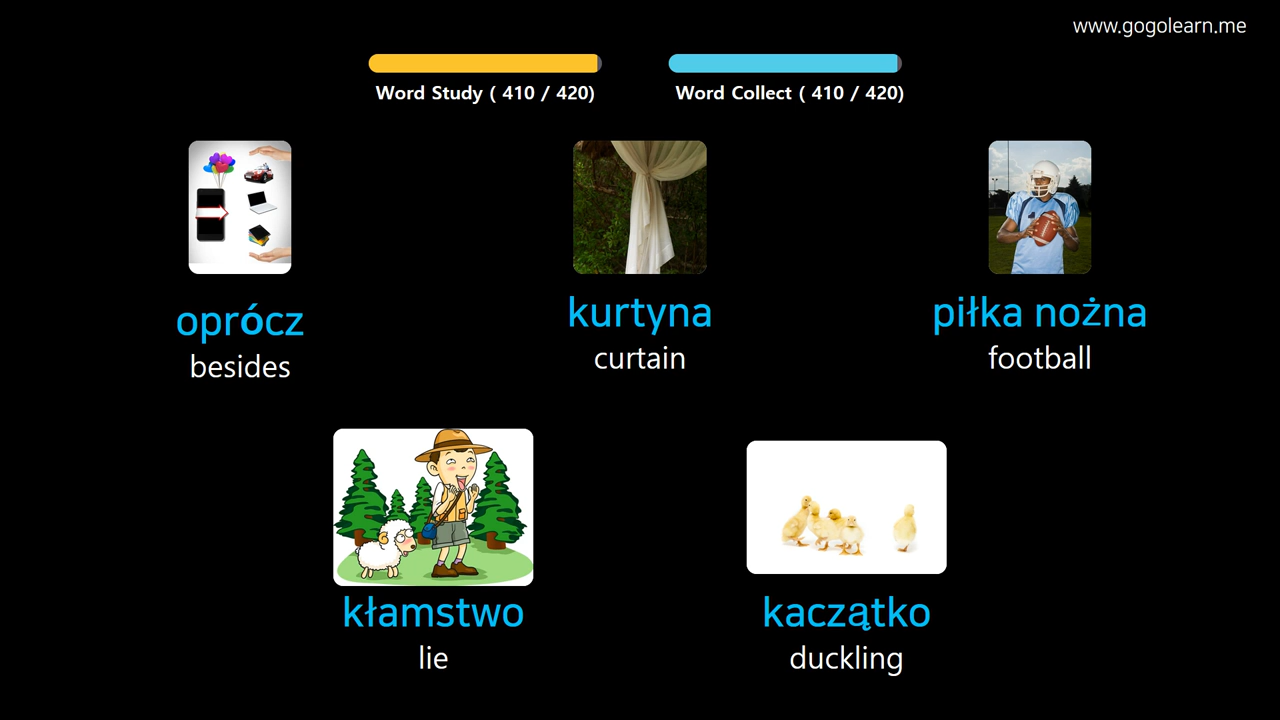 www.gogolearn.me
Word Study ( 410 / 420)
Word Collect ( 410 / 420)
oprócz
besides
kurtyna
curtain
piłka nożna
football
kłamstwo
lie
kaczątko
duckling